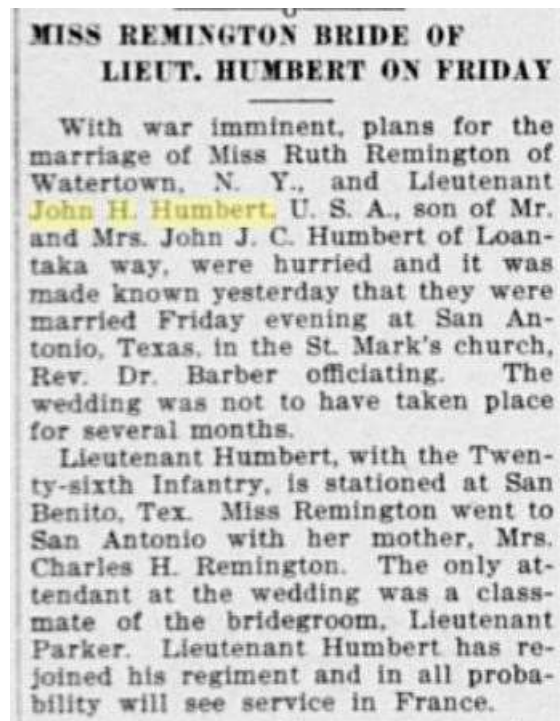 MISS REMINGTON BRIDE OF
LIEUT. HUMBERT ON FRIDAY
With war imminent, plans for the
marriage of Miss Ruth Remington of
Watertown, N. Y., and Lieutenant
John H. Humbert, U. S. A., son of Mr.
and Mrs. John J. C. Humbert of Loan-
taka way, were hurried and it was
made known yesterday that they were
married Friday evening at San An-
tonio, Texas, in the St. Mark's church,
Rev. Dr. Barber officiating. The
wedding was not to have taken place
for several months.
Lieutenant Humbert, with the Twen-
ty-sixth Infantry, is stationed at San
Benito, Tex. Miss Remington went to
San Antonio with her mother, Mrs.
Charles H. Remington. The only at-
tendant at the wedding was a class-
mate of the bridegroom, Lieutenant
Parker. Lieutenant Humbert has re-
joined his regiment and in all proba-
bility will see service in France.